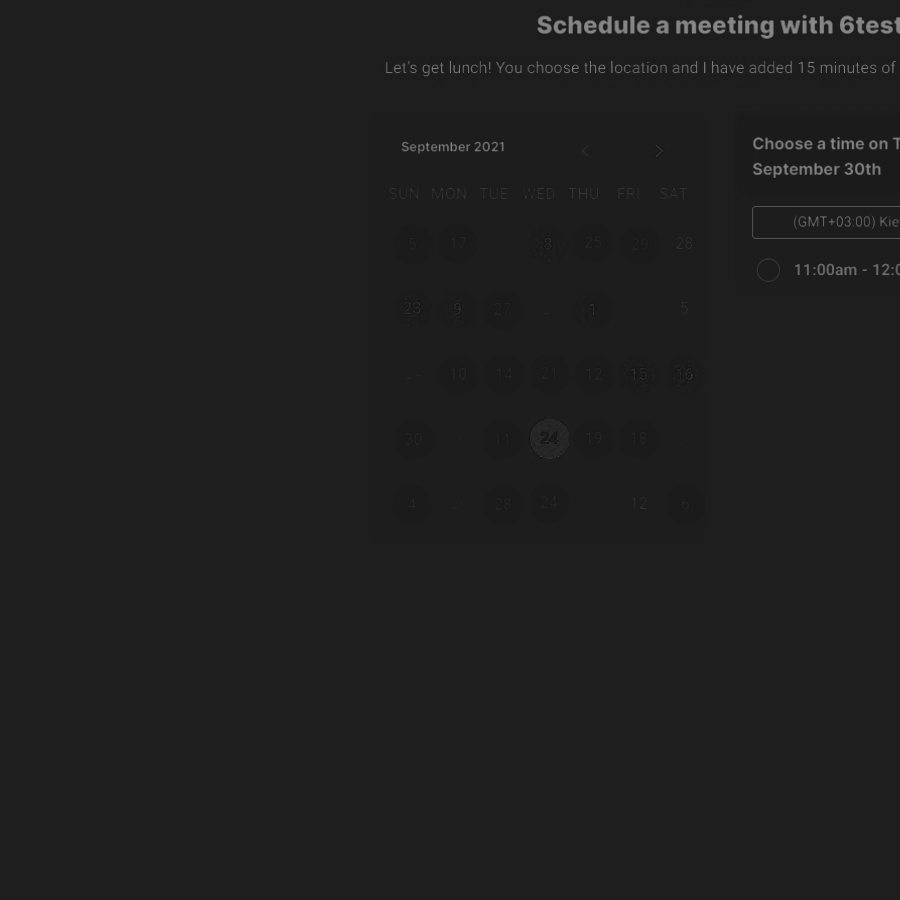 Schedule a meeting with 6test
Let's get lunch! You choose the location and I have added 15 minutes of
September 2021
SUN MON TUE WED THU FRI SAT
5 17 8 25 29 28
23 9 27 1 5
10 14 21 12 15 16
30 11 24 19 18
4 28 24 12 6
Choose a time on T
September 30th
(GMT+03:00) Kie
11:00am - 12:0